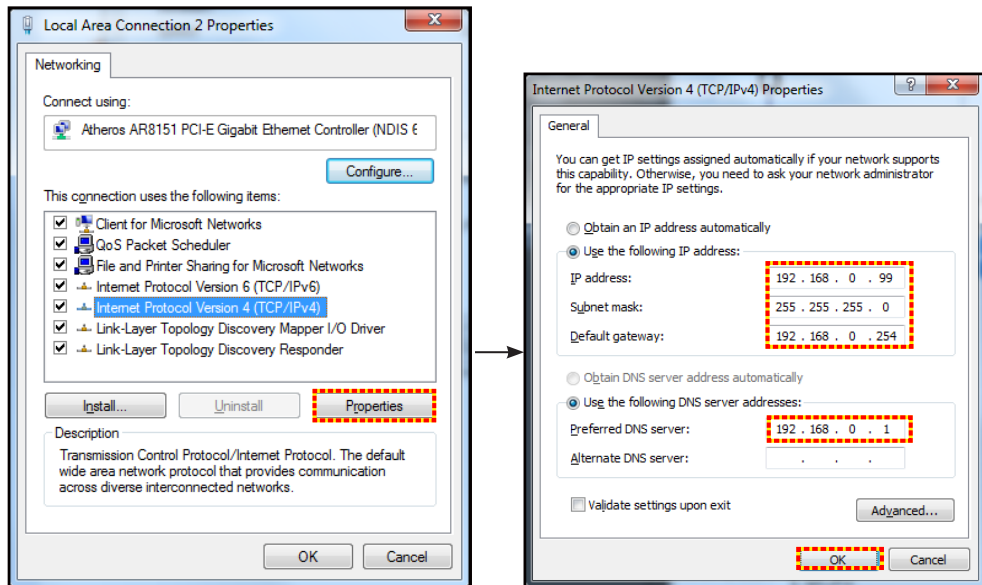 Local Area Connection 2 Properties
Networking
Connect using:
Atheros AR8151 PCI-E Gigabit Ethernet Controller (NDIS 6
Configure...
This connection uses the following items:
Client for Microsoft Networks
QoS Packet Scheduler
File and Printer Sharing for Microsoft Networks
Internet Protocol Version 6 (TCP/IPv6)
Internet Protocol Version 4 (TCP/IPv4)
Link-Layer Topology Discovery Mapper I/O Driver
Link-Layer Topology Discovery Responder
Install...
Uninstall
Properties
Description
Transmission Control Protocol/Internet Protocol. The default
wide area network protocol that provides communication
across diverse interconnected networks.
OK
Cancel
Internet Protocol Version 4 (TCP/IPv4) Properties
General
You can get IP settings assigned automatically if your network supports
this capability. Otherwise, you need to ask your network administrator
for the appropriate IP settings.
Obtain an IP address automatically
Use the following IP address:
IP address: 192 . 168 . 0 . 99
Subnet mask: 255 . 255 . 255 . 0
Default gateway: 192 . 168 . 0 . 254
Obtain DNS server address automatically
Use the following DNS server addresses:
Preferred DNS server: 192 . 168 . 0 . 1
Alternate DNS server: . . .
Validate settings upon exit
Advanced...
OK
Cancel